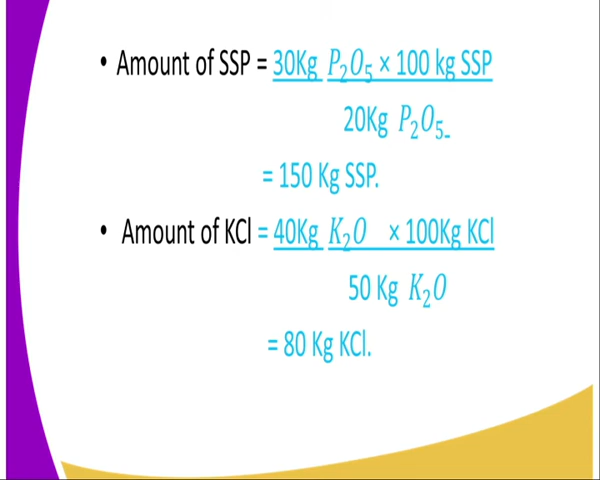 • Amount of SSP = 30Kg P₂O₅ × 100 kg SSP
20Kg P₂O₅-
= 150 Kg SSP.
• Amount of KCl = 40Kg K₂O × 100Kg KCl
50 Kg K₂O
= 80 Kg KCl.